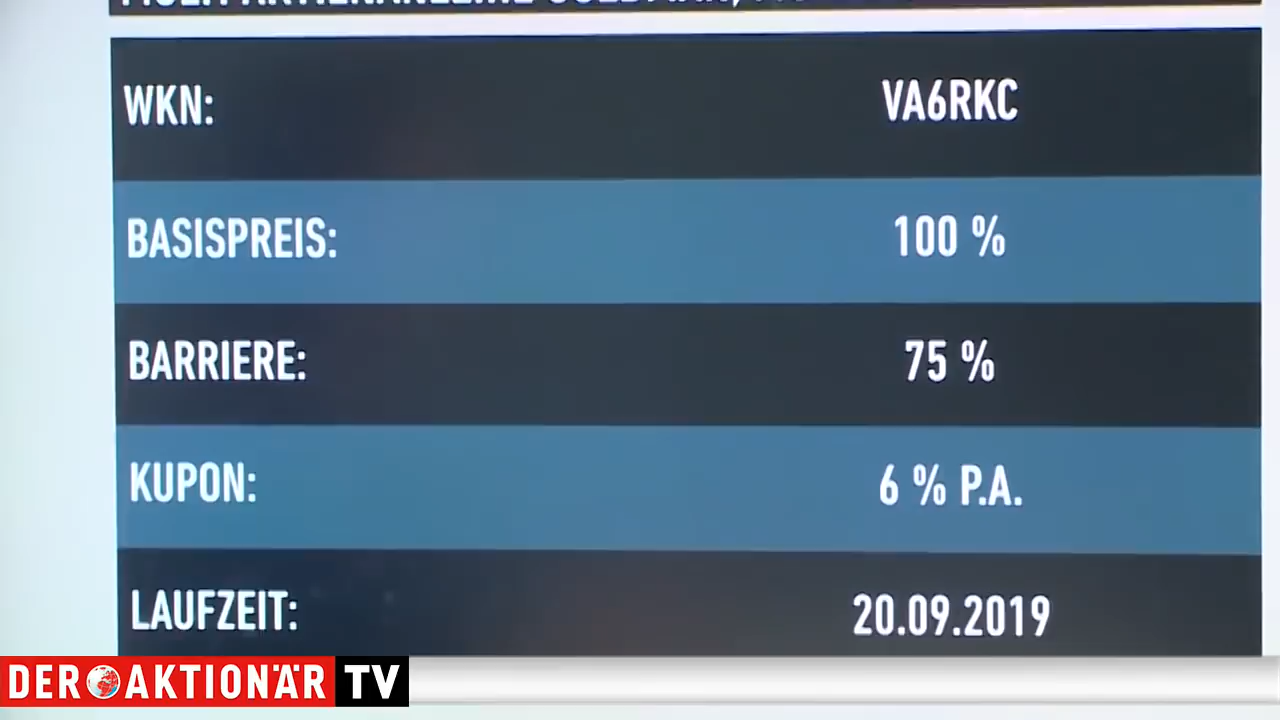 WKN: VA6RKC
BASISPREIS: 100 %
BARRIERE: 75 %
KUPON: 6 % P.A.
LAUFZEIT: 20.09.2019
DER AKTIONÄR TV